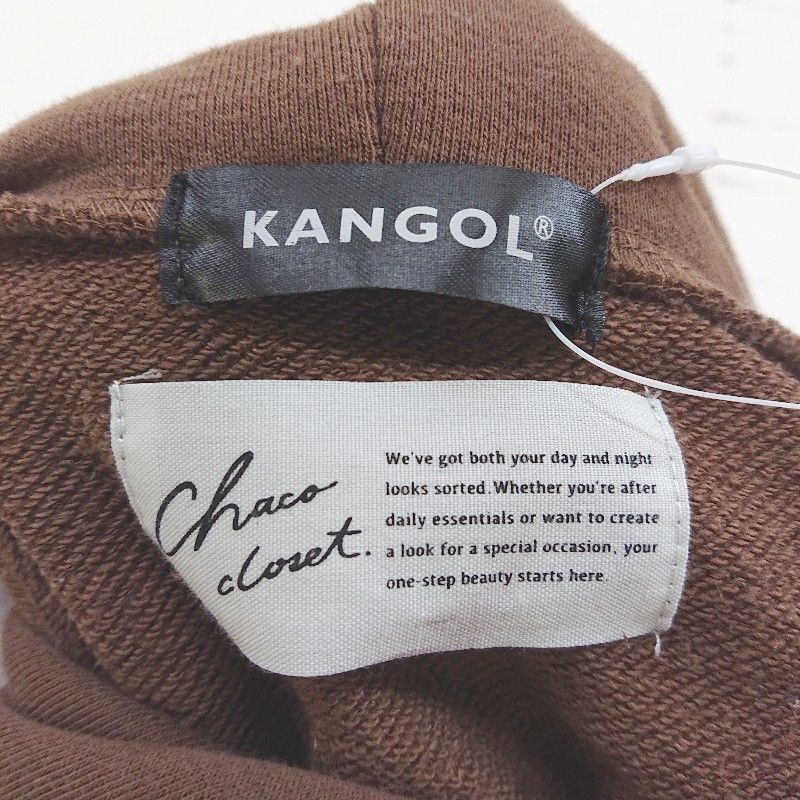 KANGOL®
Chaco
closet.
We've got both your day and night
looks sorted. Whether you're after
daily essentials or want to create
a look for a special occasion, your
one-step beauty starts here.